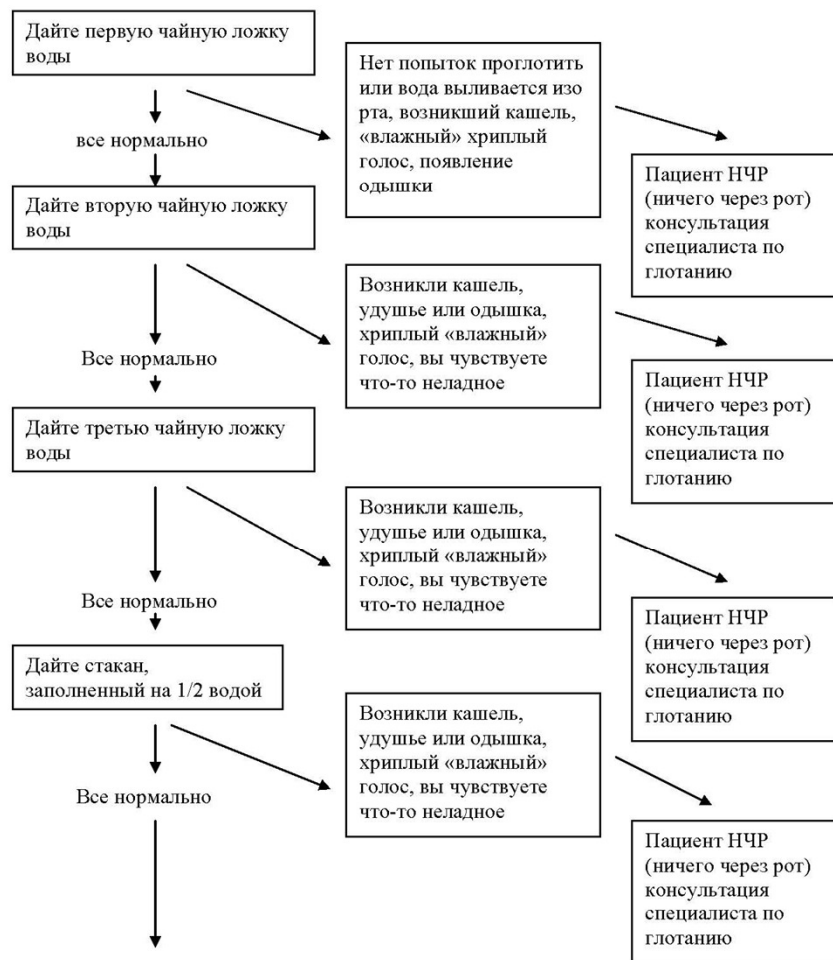 Дайте первую чайную ложку
воды
Нет попыток проглотить
или вода выливается изо
рта, возникший кашель,
«влажный» хриплый
голос, появление
одышки
Пациент НЧР
(ничего через рот)
консультация
специалиста по
глотанию
все нормально
Дайте вторую чайную ложку
воды
Возникли кашель,
удушье или одышка,
хриплый «влажный»
голос, вы чувствуете
что-то неладное
Пациент НЧР
(ничего через рот)
консультация
специалиста по
глотанию
Все нормально
Дайте третью чайную ложку
воды
Возникли кашель,
удушье или одышка,
хриплый «влажный»
голос, вы чувствуете
что-то неладное
Пациент НЧР
(ничего через рот)
консультация
специалиста по
глотанию
Все нормально
Дайте стакан,
заполненный на 1/2 водой
Возникли кашель,
удушье или одышка,
хриплый «влажный»
голос, вы чувствуете
что-то неладное
Пациент НЧР
(ничего через рот)
консультация
специалиста по
глотанию
Все нормально